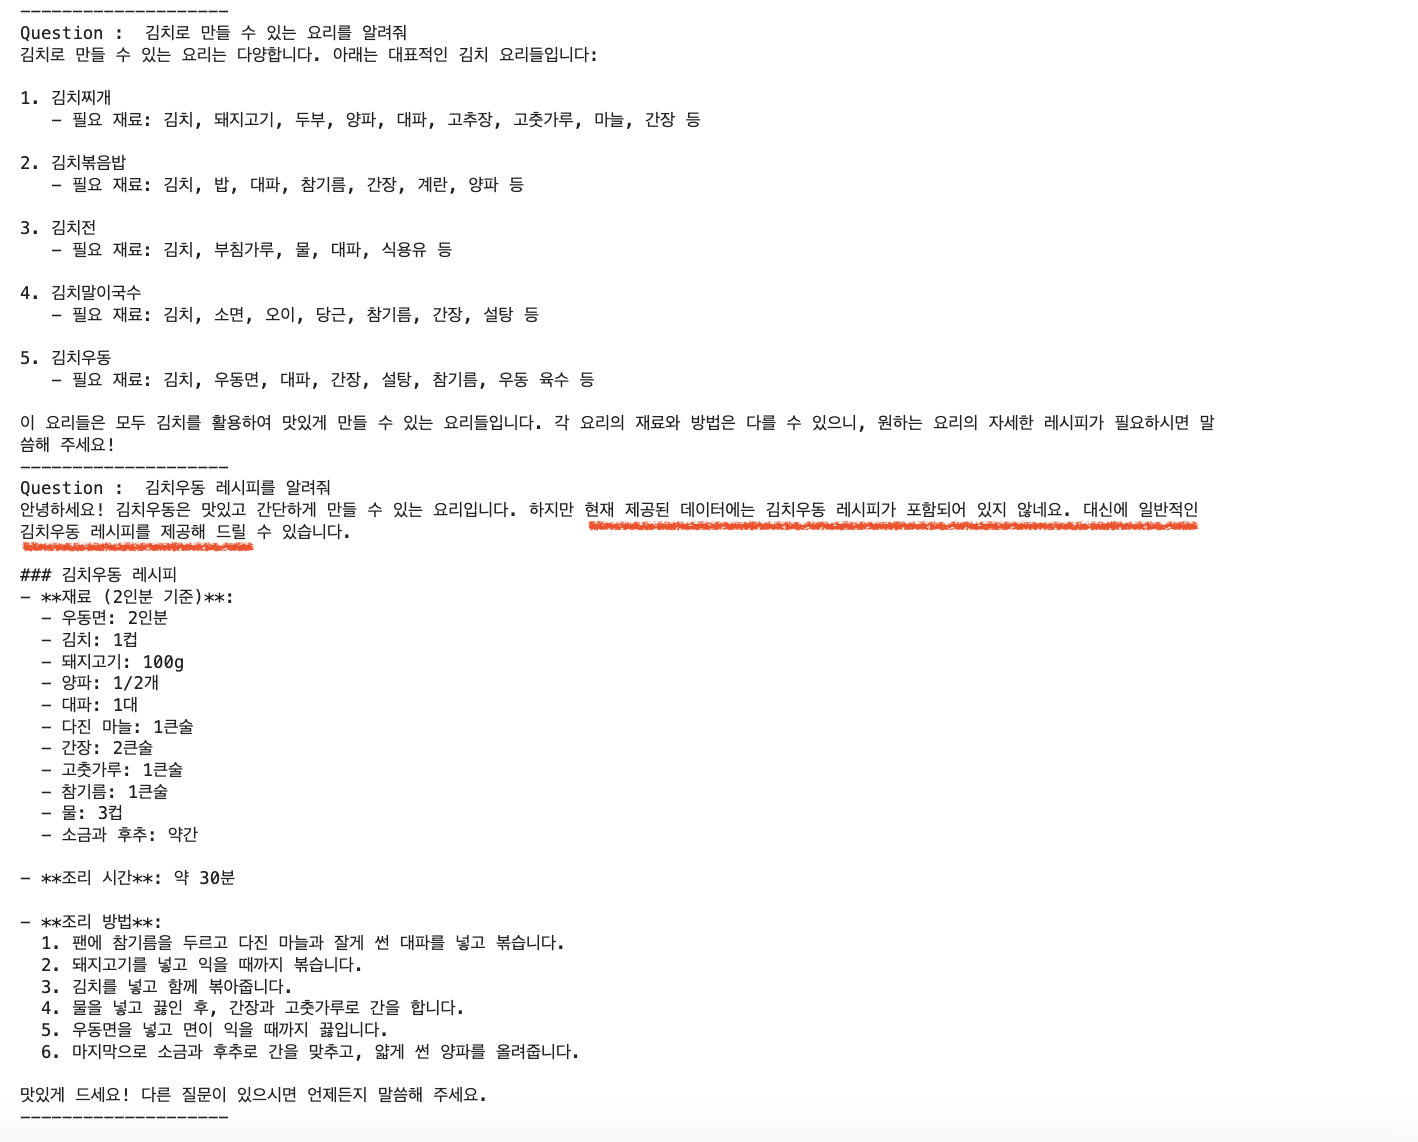 --------------------
Question :  김치로 만들 수 있는 요리를 알려줘
김치로 만들 수 있는 요리는 다양합니다. 아래는 대표적인 김치 요리들입니다:
1. 김치찌개
   - 필요 재료: 김치, 돼지고기, 두부, 양파, 대파, 고추장, 고춧가루, 마늘, 간장 등
2. 김치볶음밥
   - 필요 재료: 김치, 밥, 대파, 참기름, 간장, 계란, 양파 등
3. 김치전
   - 필요 재료: 김치, 부침가루, 물, 대파, 식용유 등
4. 김치말이국수
   - 필요 재료: 김치, 소면, 오이, 당근, 참기름, 간장, 설탕 등
5. 김치우동
   - 필요 재료: 김치, 우동면, 대파, 간장, 설탕, 참기름, 우동 육수 등
이 요리들은 모두 김치를 활용하여 맛있게 만들 수 있는 요리들입니다. 각 요리의 재료와 방법은 다를 수 있으니, 원하는 요리의 자세한 레시피가 필요하시면 말
씀해 주세요!
--------------------
Question :  김치우동 레시피를 알려줘
안녕하세요! 김치우동은 맛있고 간단하게 만들 수 있는 요리입니다. 하지만 현재 제공된 데이터에는 김치우동 레시피가 포함되어 있지 않네요. 대신에 일반적인
김치우동 레시피를 제공해 드릴 수 있습니다.
### 김치우동 레시피
- **재료 (2인분 기준)**:
  - 우동면: 2인분
  - 김치: 1컵
  - 돼지고기: 100g
  - 양파: 1/2개
  - 대파: 1대
  - 다진 마늘: 1큰술
  - 간장: 2큰술
  - 고춧가루: 1큰술
  - 참기름: 1큰술
  - 물: 3컵
  - 소금과 후추: 약간
- **조리 시간**: 약 30분
- **조리 방법**:
  1. 팬에 참기름을 두르고 다진 마늘과 잘게 썬 대파를 넣고 볶습니다.
  2. 돼지고기를 넣고 익을 때까지 볶습니다.
  3. 김치를 넣고 함께 볶아줍니다.
  4. 물을 넣고 끓인 후, 간장과 고춧가루로 간을 합니다.
  5. 우동면을 넣고 면이 익을 때까지 끓입니다.
  6. 마지막으로 소금과 후추로 간을 맞추고, 얇게 썬 양파를 올려줍니다.
맛있게 드세요! 다른 질문이 있으시면 언제든지 말씀해 주세요.
--------------------